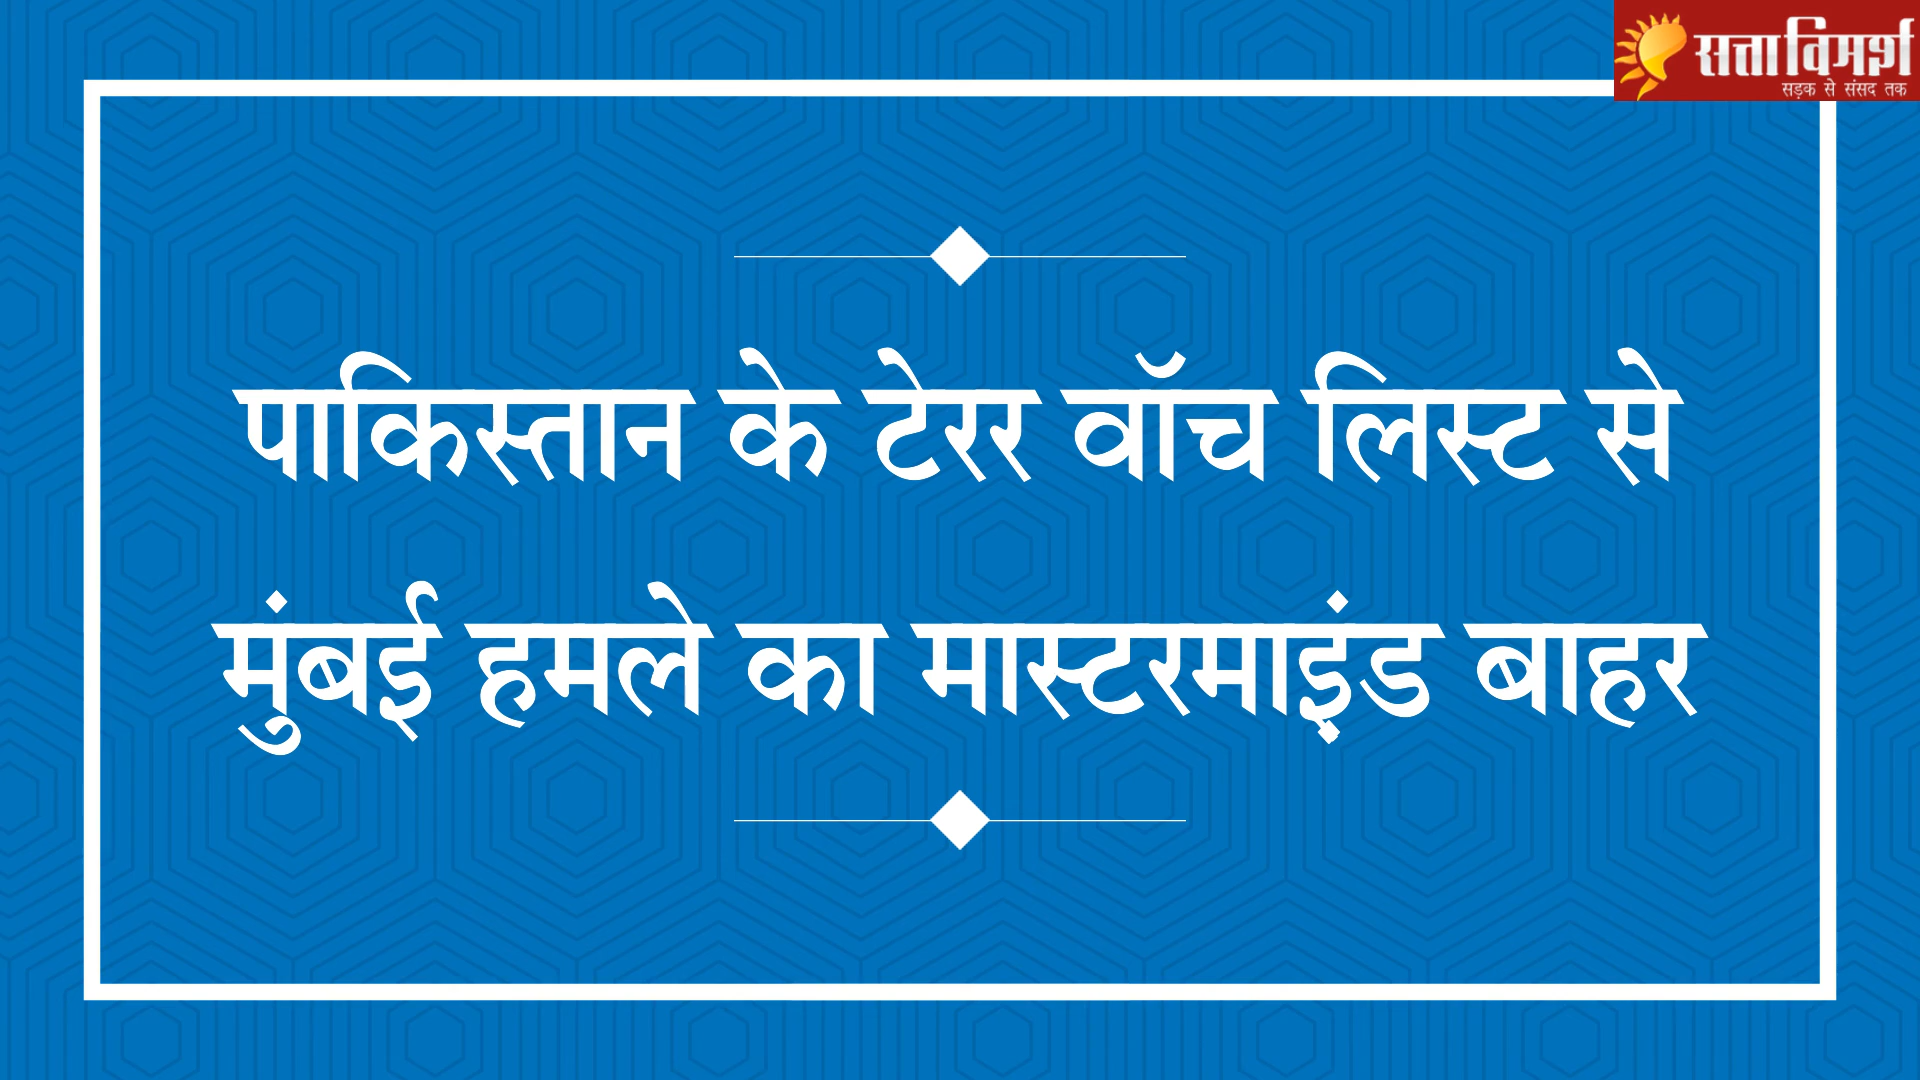 सत्ता विमर्श
सड़क से संसद तक
पाकिस्तान के टेरर वॉच लिस्ट से
मुंबई हमले का मास्टरमाइंड बाहर